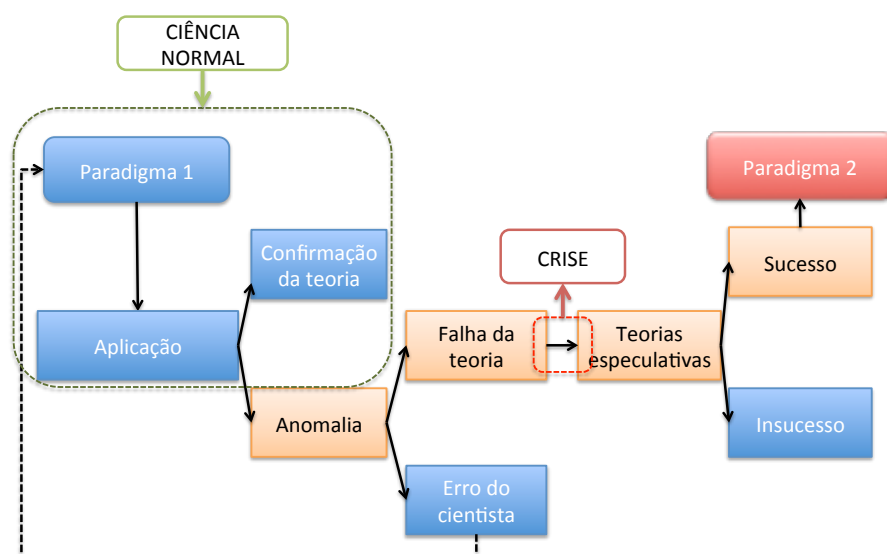 CIÊNCIA
NORMAL
Paradigma 1
Paradigma 2
Confirmação
da teoria
CRISE
Sucesso
Aplicação
Falha da
teoria
Teorias
especulativas
Anomalia
Insucesso
Erro do
cientista